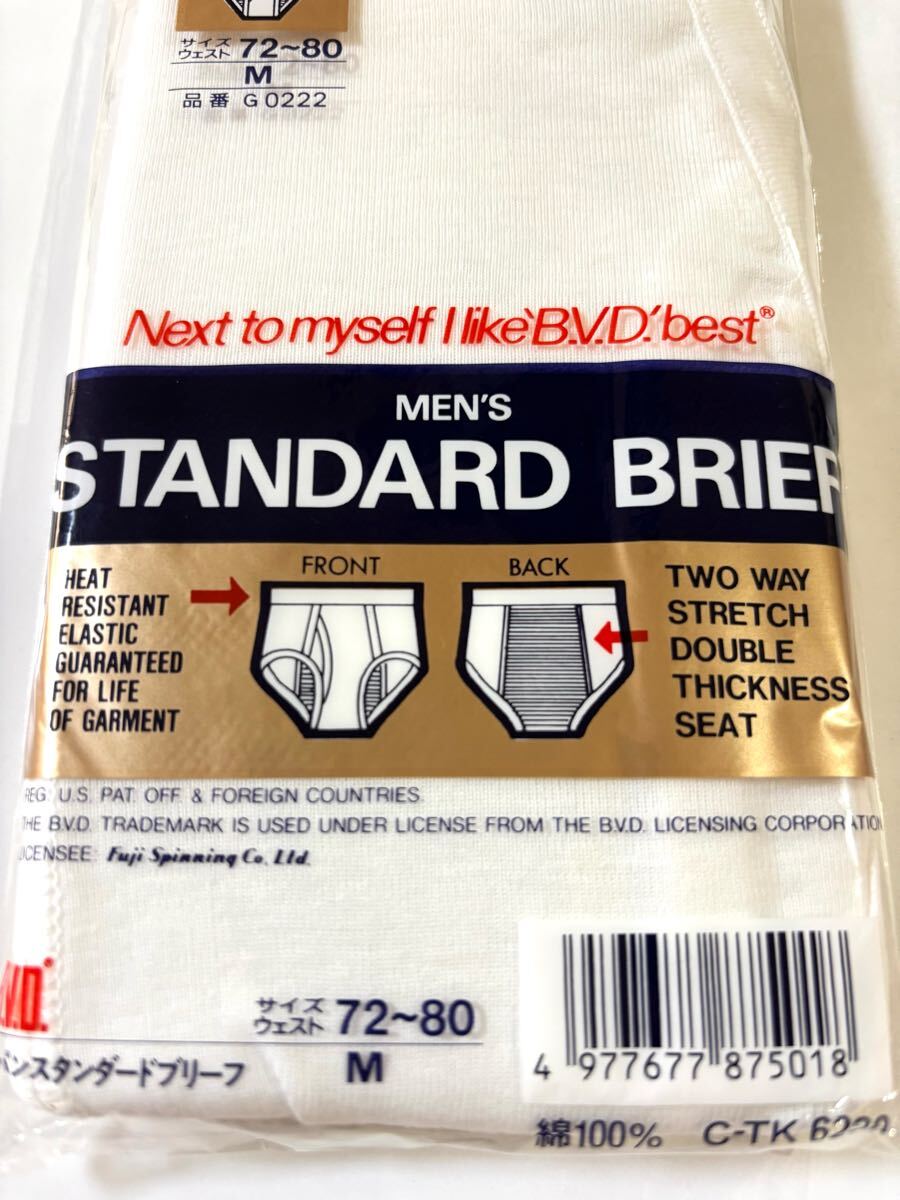 サイズ
ウェスト 72~80
M
品番 G0222
Next to myself I like 'B.V.D.' best®
MEN'S
STANDARD BRIEF
FRONT
BACK
HEAT
RESISTANT
ELASTIC
GUARANTEED
FOR LIFE
OF GARMENT
TWO WAY
STRETCH
DOUBLE
THICKNESS
SEAT
REG. U.S. PAT. OFF. & FOREIGN COUNTRIES.
THE B.V.D. TRADEMARK IS USED UNDER LICENSE FROM THE B.V.D. LICENSING CORPORATION
LICENSEE: Fuji Spinning Co. Ltd.
V.D.®
サイズ
ウェスト 72~80
M
メンスタンダードブリーフ
4 977677 875018
綿100% C-TK